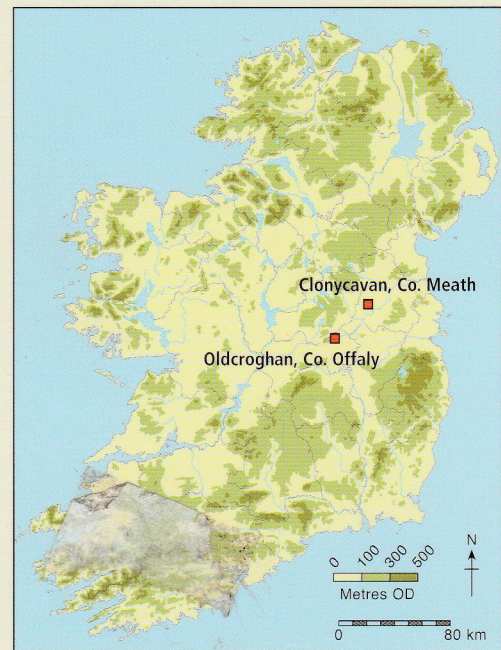 Clonycavan, Co. Meath
Oldcroghan, Co. Offaly
0 100 300 500
Metres OD
N
0 80 km